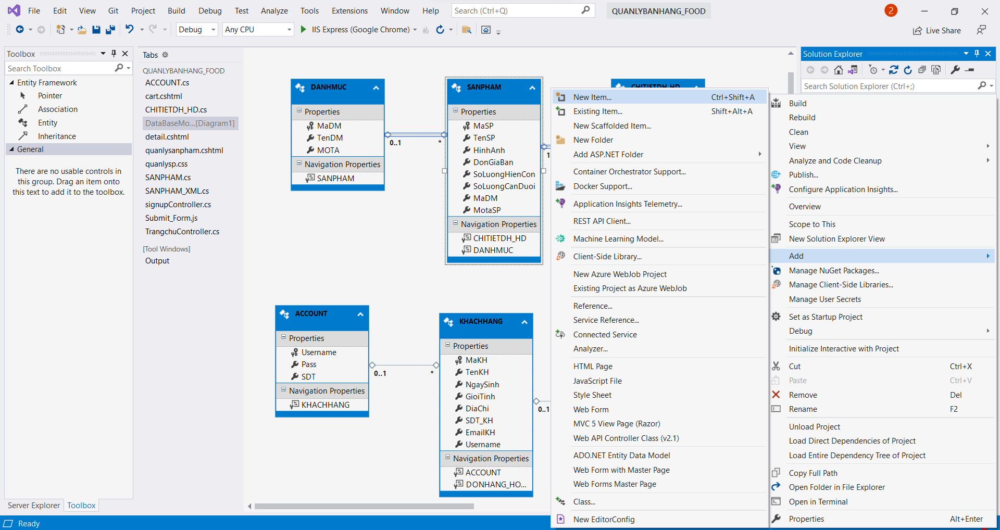 File Edit View Git Project Build Debug Test Analyze Tools Extensions Window Help Search (Ctrl+Q) QUANLYBANHANG_FOOD 2
Debug Any CPU IIS Express (Google Chrome) Live Share
Toolbox
Search Toolbox
Entity Framework
Pointer
Association
Entity
Inheritance
General
There are no usable controls in
this group. Drag an item onto
this text to add it to the toolbox.
Server Explorer Toolbox
Tabs
QUANLYBANHANG_FOOD
ACCOUNT.cs
cart.cshtml
CHITIETDH_HD.cs
DataBaseMo...[Diagram1]
detail.cshtml
quanlysanpham.cshtml
quanlysp.css
SANPHAM.cs
SANPHAM_XML.cs
signupController.cs
Submit_Form.js
TrangchuController.cs
[Tool Windows]
Output
DANHMUC
Properties
MaDM
TenDM
MOTA
Navigation Properties
SANPHAM
0..1
*
SANPHAM
Properties
MaSP
TenSP
HinhAnh
DonGiaBan
SoLuongHienCon
SoLuongCanDuoi
MaDM
MotaSP
Navigation Properties
CHITIETDH_HD
DANHMUC
1
CHITIETDH_HD
ACCOUNT
Properties
Username
Pass
SDT
Navigation Properties
KHACHHANG
0..1
*
KHACHHANG
Properties
MaKH
TenKH
NgaySinh
GioiTinh
DiaChi
SDT_KH
EmailKH
Username
Navigation Properties
ACCOUNT
DONHANG_HO...
0..1
New Item... Ctrl+Shift+A
Existing Item... Shift+Alt+A
New Scaffolded Item...
New Folder
Add ASP.NET Folder
Container Orchestrator Support...
Docker Support...
Application Insights Telemetry...
REST API Client...
Machine Learning Model...
Client-Side Library...
New Azure WebJob Project
Existing Project as Azure WebJob
Reference...
Service Reference...
Connected Service
Analyzer...
HTML Page
JavaScript File
Style Sheet
Web Form
MVC 5 View Page (Razor)
Web API Controller Class (v2.1)
ADO.NET Entity Data Model
Web Form with Master Page
Web Forms Master Page
Class...
New EditorConfig
Solution Explorer
Search Solution Explorer (Ctrl+;)
Build
Rebuild
Clean
View
Analyze and Code Cleanup
Publish...
Configure Application Insights...
Overview
Scope to This
New Solution Explorer View
Add
Manage NuGet Packages...
Manage Client-Side Libraries...
Manage User Secrets
Set as Startup Project
Debug
Initialize Interactive with Project
Cut Ctrl+X
Paste Ctrl+V
Remove Del
Rename F2
Unload Project
Load Direct Dependencies of Project
Load Entire Dependency Tree of Project
Copy Full Path
Open Folder in File Explorer
Open in Terminal
Properties Alt+Enter
Ready